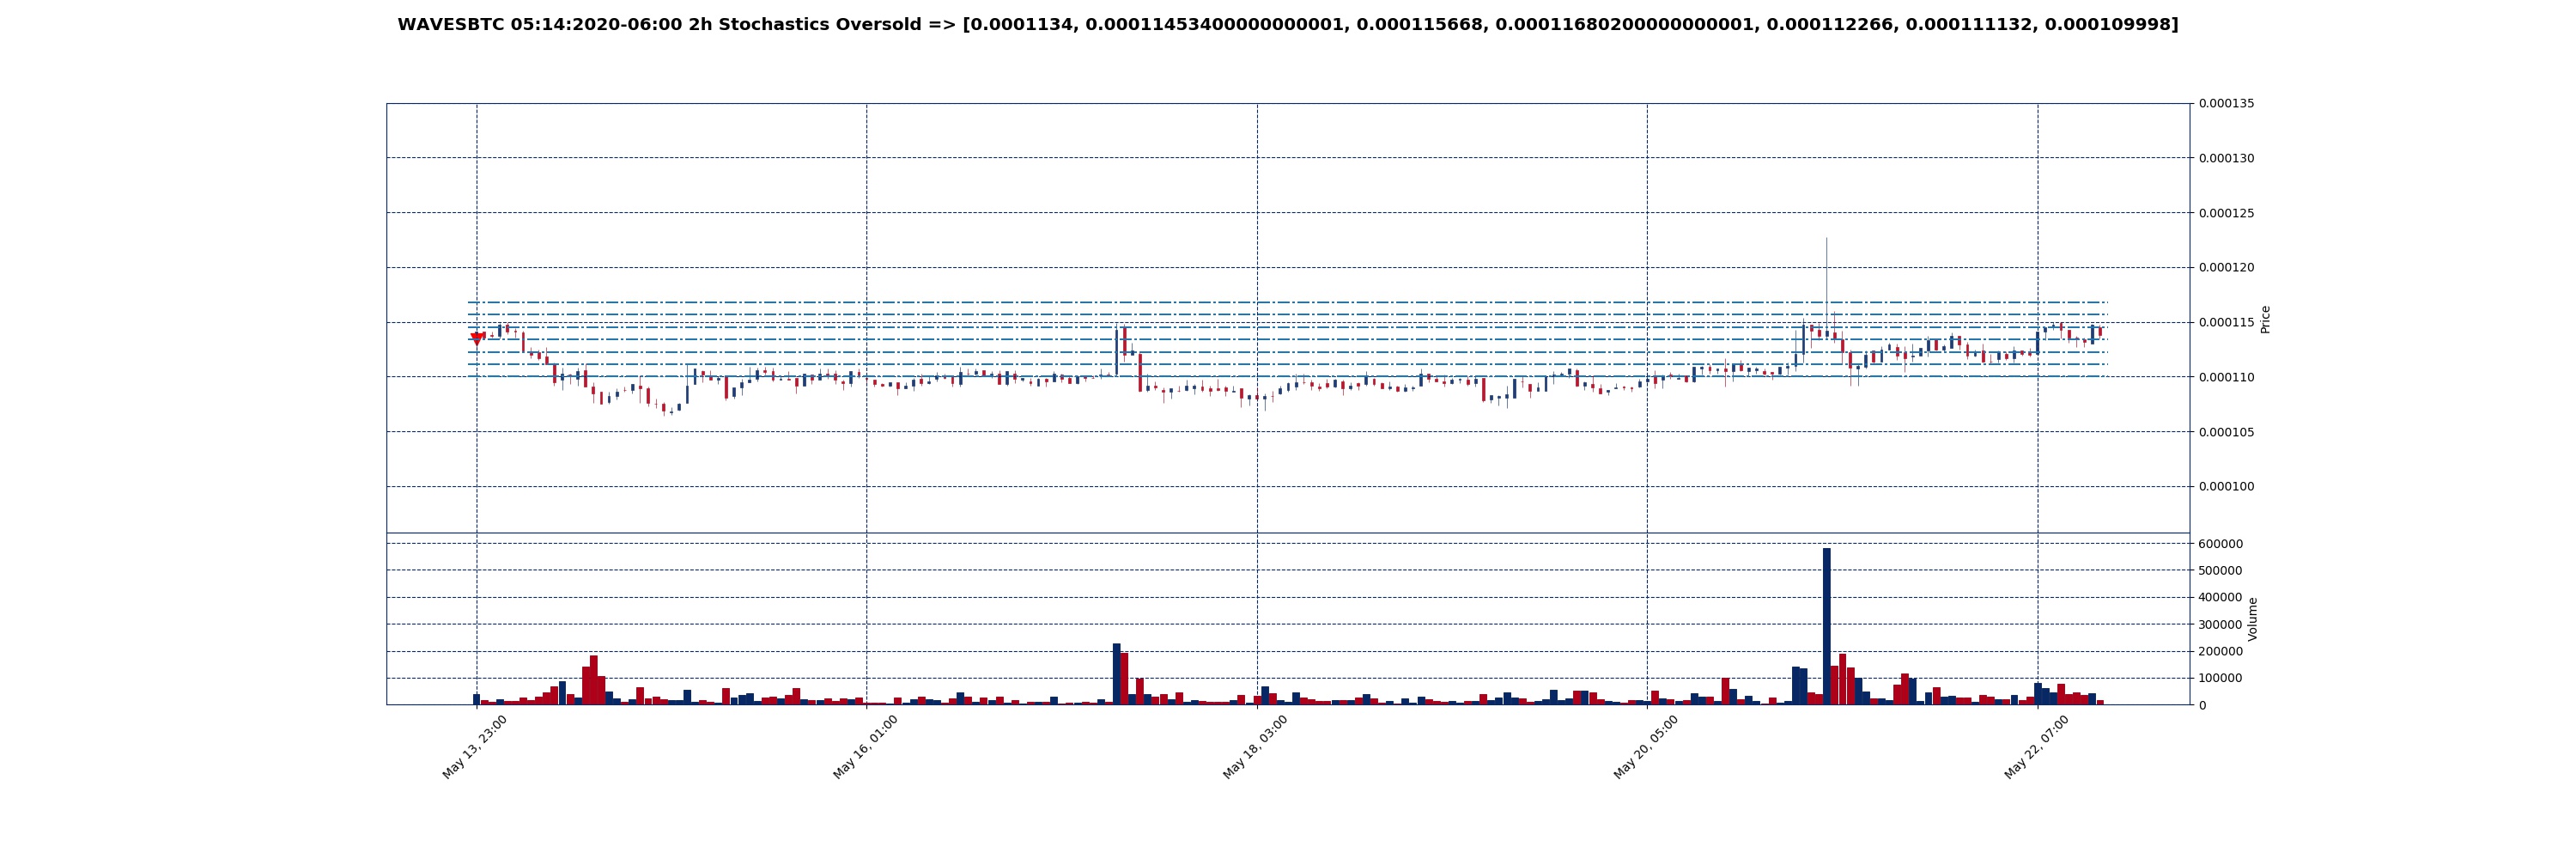 WAVESBTC 05:14:2020-06:00 2h Stochastics Oversold => [0.0001134, 0.00011453400000000001, 0.000115668, 0.00011680200000000001, 0.000112266, 0.000111132, 0.000109998]
0.000135
0.000130
0.000125
0.000120
0.000115
0.000110
0.000105
0.000100
Price
600000
500000
400000
300000
200000
100000
0
Volume
May 13, 23:00
May 16, 01:00
May 18, 03:00
May 20, 05:00
May 22, 07:00